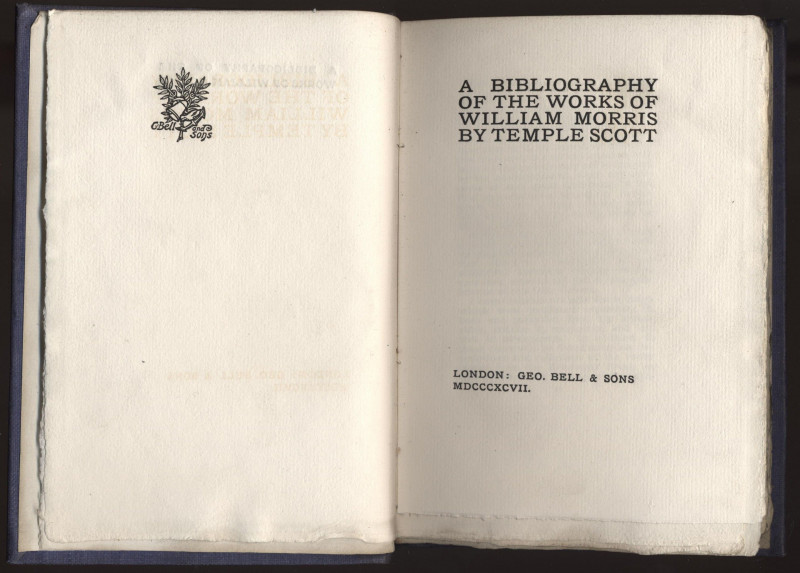 G. Bell and
Sons
A BIBLIOGRAPHY
OF THE WORKS OF
WILLIAM MORRIS
BY TEMPLE SCOTT
LONDON: GEO. BELL & SONS
MDCCCXCVII.